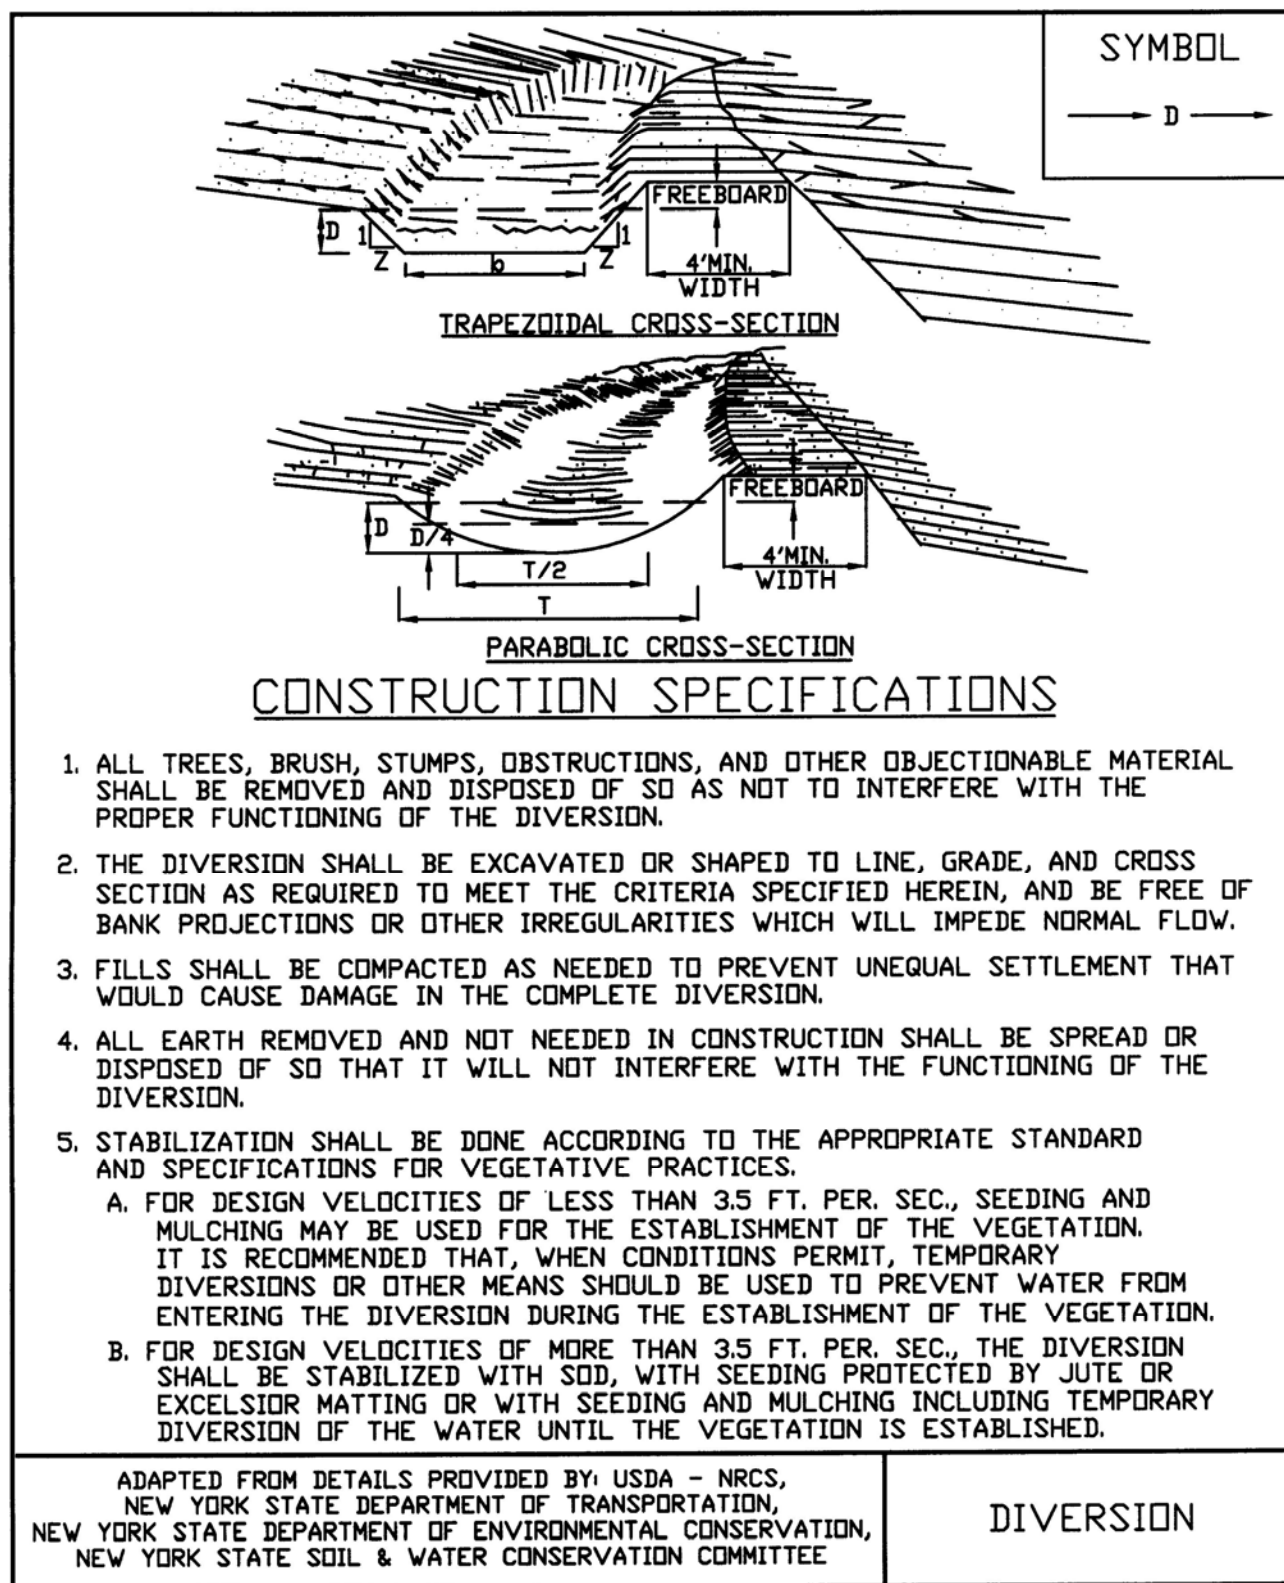 SYMBOL
D
FREEBOARD
D
1
1
Z
b
Z
4'MIN.
WIDTH
TRAPEZOIDAL CROSS-SECTION
FREEBOARD
D
D/4
T/2
4'MIN.
WIDTH
T
PARABOLIC CROSS-SECTION
CONSTRUCTION SPECIFICATIONS
1. ALL TREES, BRUSH, STUMPS, OBSTRUCTIONS, AND OTHER OBJECTIONABLE MATERIAL
SHALL BE REMOVED AND DISPOSED OF SO AS NOT TO INTERFERE WITH THE
PROPER FUNCTIONING OF THE DIVERSION.
2. THE DIVERSION SHALL BE EXCAVATED OR SHAPED TO LINE, GRADE, AND CROSS
SECTION AS REQUIRED TO MEET THE CRITERIA SPECIFIED HEREIN, AND BE FREE OF
BANK PROJECTIONS OR OTHER IRREGULARITIES WHICH WILL IMPEDE NORMAL FLOW.
3. FILLS SHALL BE COMPACTED AS NEEDED TO PREVENT UNEQUAL SETTLEMENT THAT
WOULD CAUSE DAMAGE IN THE COMPLETE DIVERSION.
4. ALL EARTH REMOVED AND NOT NEEDED IN CONSTRUCTION SHALL BE SPREAD OR
DISPOSED OF SO THAT IT WILL NOT INTERFERE WITH THE FUNCTIONING OF THE
DIVERSION.
5. STABILIZATION SHALL BE DONE ACCORDING TO THE APPROPRIATE STANDARD
AND SPECIFICATIONS FOR VEGETATIVE PRACTICES.
A. FOR DESIGN VELOCITIES OF LESS THAN 3.5 FT. PER. SEC., SEEDING AND
MULCHING MAY BE USED FOR THE ESTABLISHMENT OF THE VEGETATION.
IT IS RECOMMENDED THAT, WHEN CONDITIONS PERMIT, TEMPORARY
DIVERSIONS OR OTHER MEANS SHOULD BE USED TO PREVENT WATER FROM
ENTERING THE DIVERSION DURING THE ESTABLISHMENT OF THE VEGETATION.
B. FOR DESIGN VELOCITIES OF MORE THAN 3.5 FT. PER. SEC., THE DIVERSION
SHALL BE STABILIZED WITH SOD, WITH SEEDING PROTECTED BY JUTE OR
EXCELSIOR MATTING OR WITH SEEDING AND MULCHING INCLUDING TEMPORARY
DIVERSION OF THE WATER UNTIL THE VEGETATION IS ESTABLISHED.
ADAPTED FROM DETAILS PROVIDED BY: USDA - NRCS,
NEW YORK STATE DEPARTMENT OF TRANSPORTATION,
NEW YORK STATE DEPARTMENT OF ENVIRONMENTAL CONSERVATION,
NEW YORK STATE SOIL & WATER CONSERVATION COMMITTEE
DIVERSION